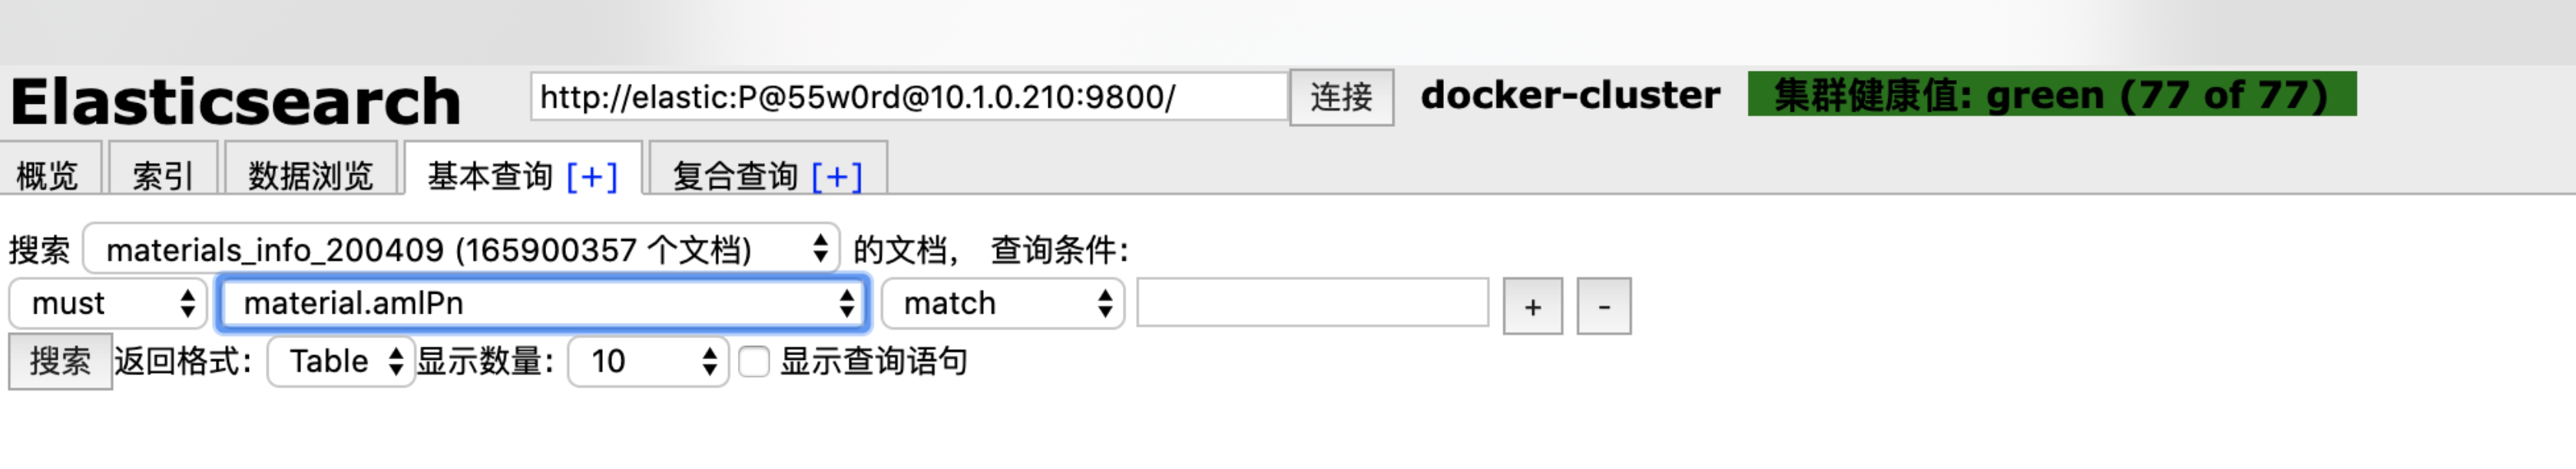 Elasticsearch http://elastic:P@55w0rd@10.1.0.210:9800/ 连接 docker-cluster 集群健康值: green (77 of 77)
概览 索引 数据浏览 基本查询 [+] 复合查询 [+]
搜索 materials_info_200409 (165900357 个文档) 的文档， 查询条件:
must material.amlPn match + -
搜索 返回格式: Table 显示数量: 10 显示查询语句